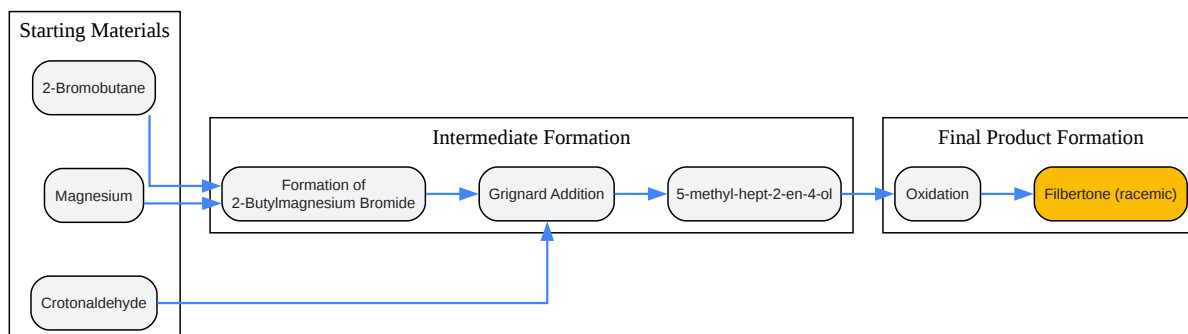 Starting Materials
2-Bromobutane
Magnesium
Crotonaldehyde
Intermediate Formation
Formation of
2-Butylmagnesium Bromide
Grignard Addition
5-methyl-hept-2-en-4-ol
Final Product Formation
Oxidation
Filbertone (racemic)